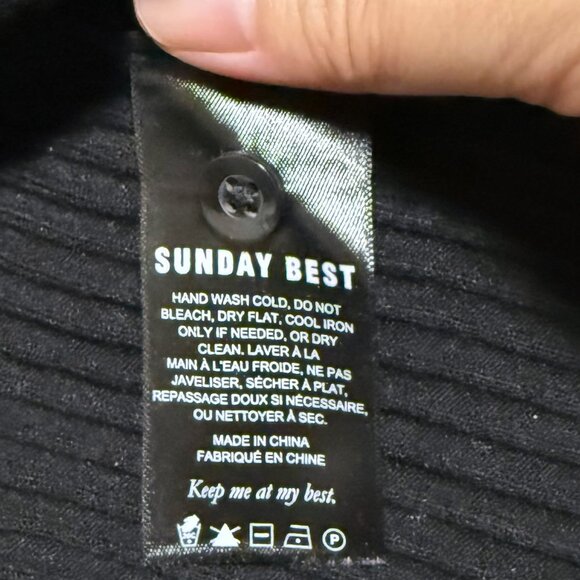 SUNDAY BEST
HAND WASH COLD, DO NOT
BLEACH, DRY FLAT, COOL IRON
ONLY IF NEEDED, OR DRY
CLEAN. LAVER À LA
MAIN À L'EAU FROIDE, NE PAS
JAVELISER, SÉCHER À PLAT,
REPASSAGE DOUX SI NÉCESSAIRE,
OU NETTOYER À SEC.
MADE IN CHINA
FABRIQUÉ EN CHINE
Keep me at my best.
30C P